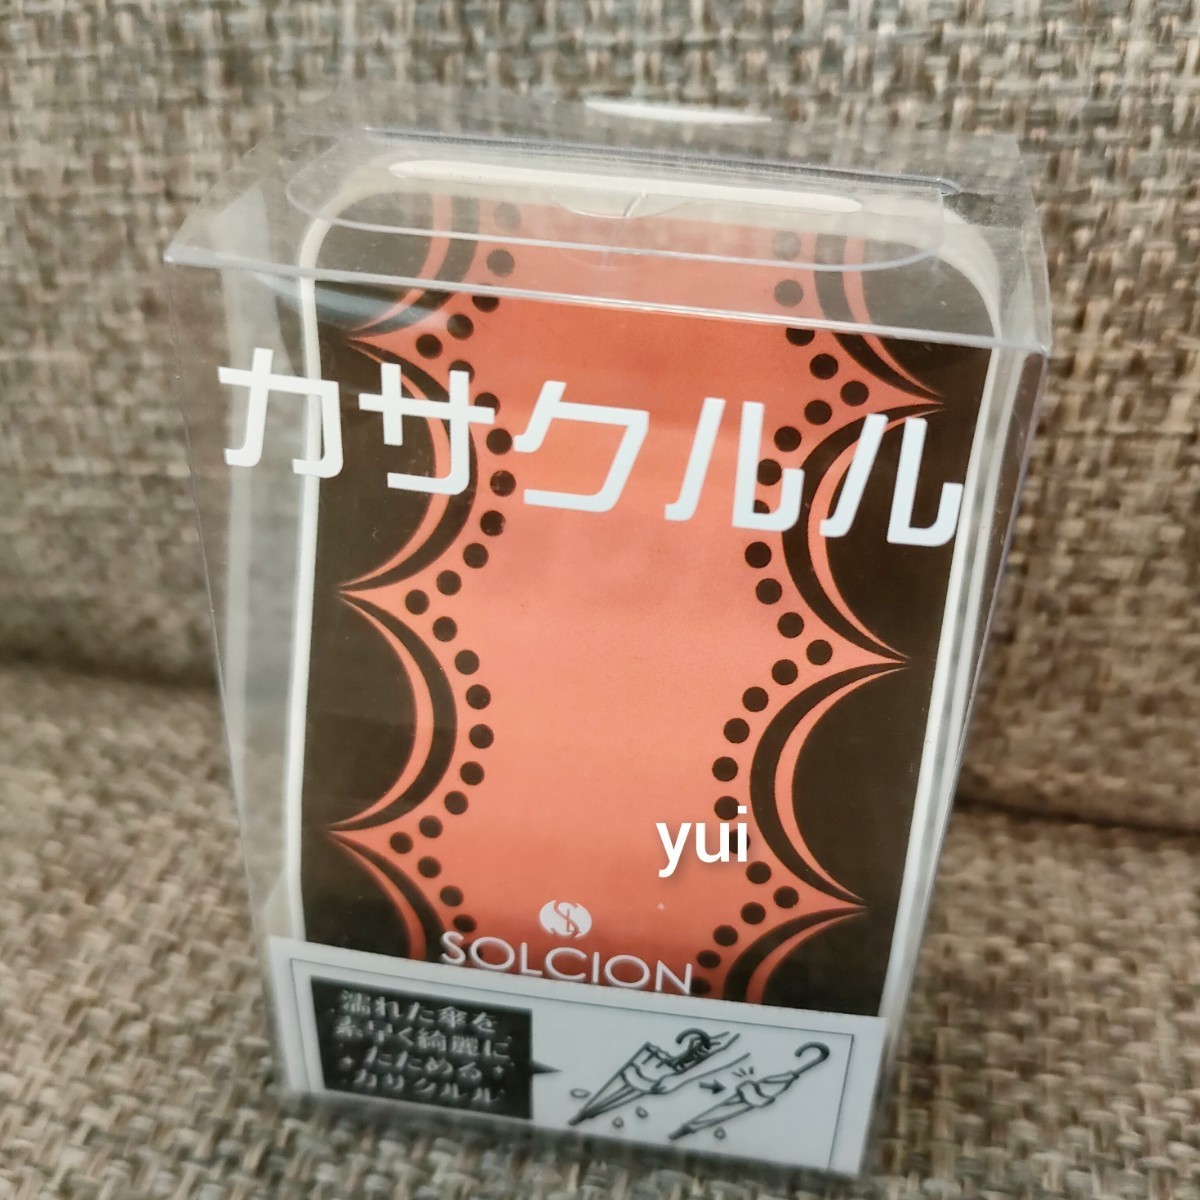 カサクルル
yui
SOLCION
濡れた傘を
素早く綺麗に
たためる
カサクルル